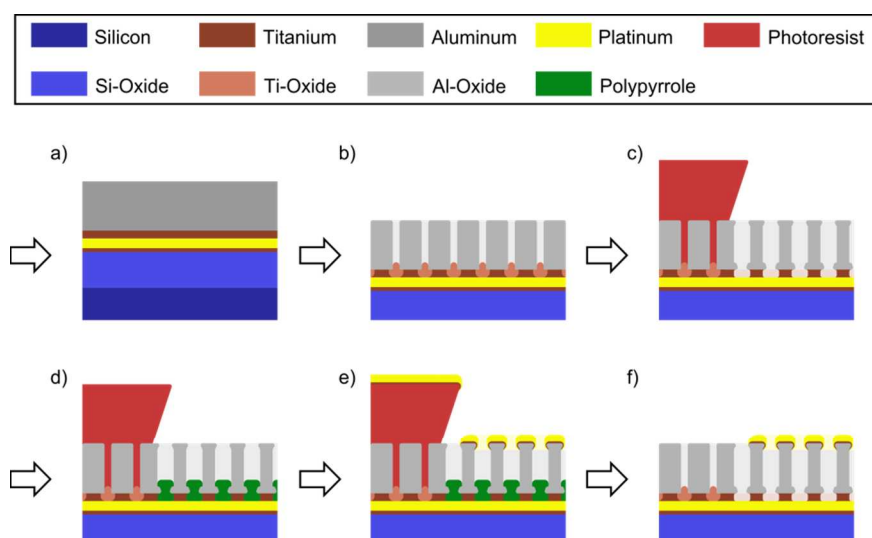 Silicon Titanium Aluminum Platinum Photoresist
Si-Oxide Ti-Oxide Al-Oxide Polypyrrole
a) b) c)
d) e) f)